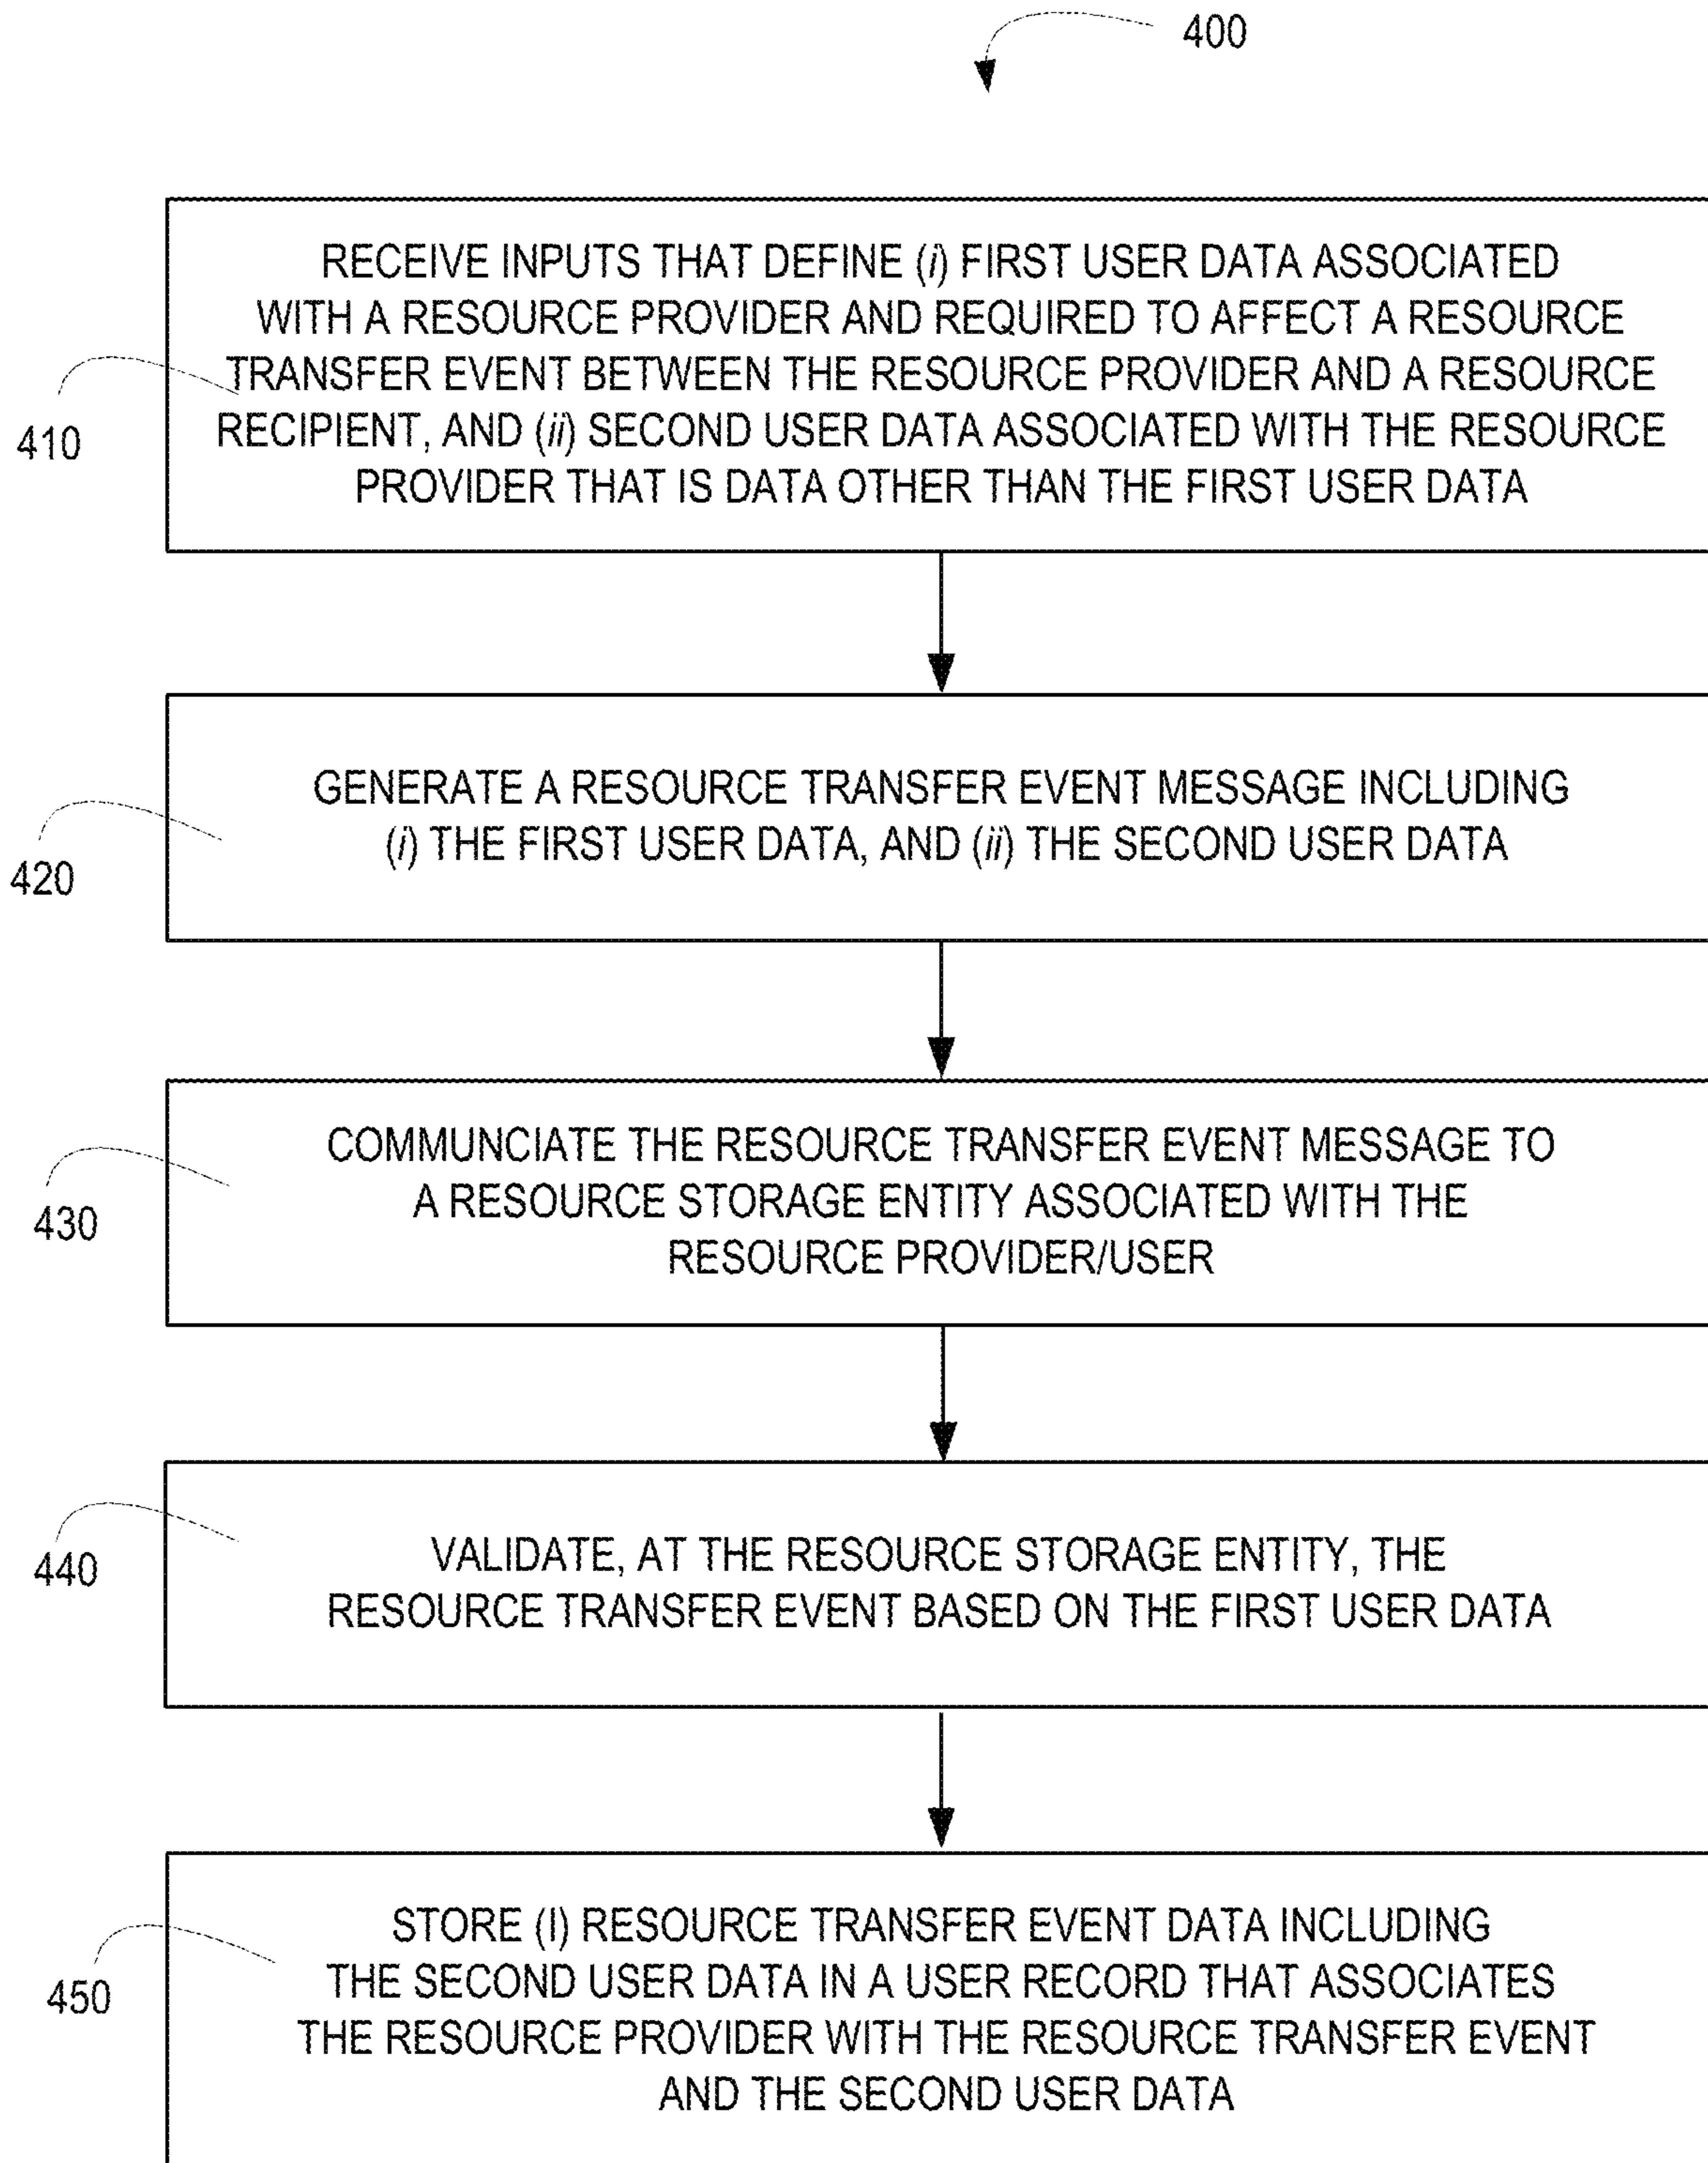 400
RECEIVE INPUTS THAT DEFINE (i) FIRST USER DATA ASSOCIATED
WITH A RESOURCE PROVIDER AND REQUIRED TO AFFECT A RESOURCE
TRANSFER EVENT BETWEEN THE RESOURCE PROVIDER AND A RESOURCE
RECIPIENT, AND (ii) SECOND USER DATA ASSOCIATED WITH THE RESOURCE
PROVIDER THAT IS DATA OTHER THAN THE FIRST USER DATA
410
GENERATE A RESOURCE TRANSFER EVENT MESSAGE INCLUDING
(i) THE FIRST USER DATA, AND (ii) THE SECOND USER DATA
420
COMMUNCIATE THE RESOURCE TRANSFER EVENT MESSAGE TO
A RESOURCE STORAGE ENTITY ASSOCIATED WITH THE
RESOURCE PROVIDER/USER
430
VALIDATE, AT THE RESOURCE STORAGE ENTITY, THE
RESOURCE TRANSFER EVENT BASED ON THE FIRST USER DATA
440
STORE (I) RESOURCE TRANSFER EVENT DATA INCLUDING
THE SECOND USER DATA IN A USER RECORD THAT ASSOCIATES
THE RESOURCE PROVIDER WITH THE RESOURCE TRANSFER EVENT
AND THE SECOND USER DATA
450